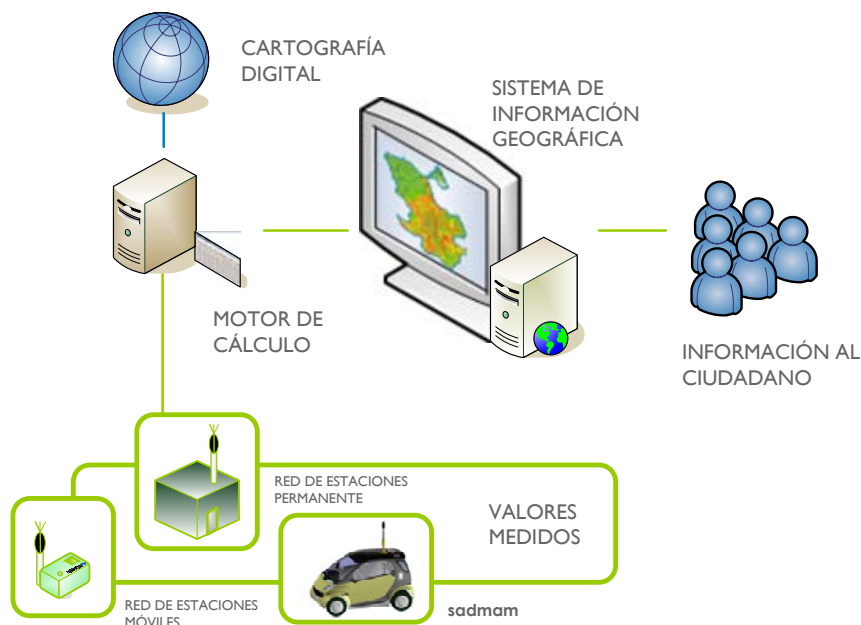 CARTOGRAFÍA
DIGITAL
SISTEMA DE
INFORMACIÓN
GEOGRÁFICA
MOTOR DE
CÁLCULO
INFORMACIÓN AL
CIUDADANO
RED DE ESTACIONES
PERMANENTE
VALORES
MEDIDOS
RED DE ESTACIONES
MÓVILES
sadmam